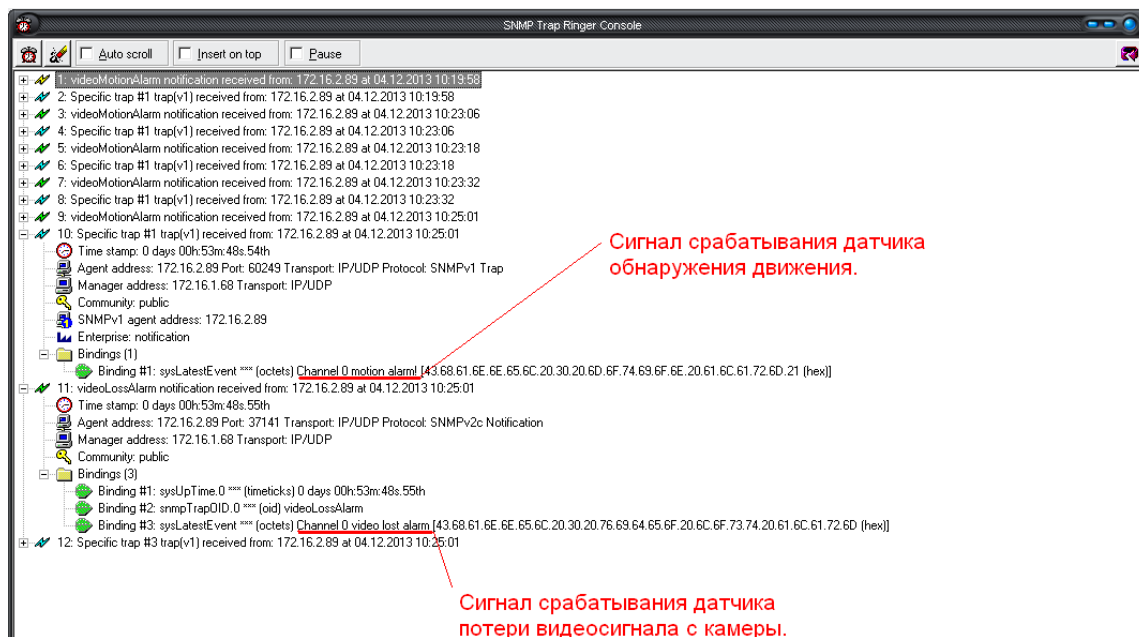 SNMP Trap Ringer Console
Auto scroll Insert on top Pause
1: videoMotionAlarm notification received from: 172.16.2.89 at 04.12.2013 10:19:58
2: Specific trap #1 trap(v1) received from: 172.16.2.89 at 04.12.2013 10:19:58
3: videoMotionAlarm notification received from: 172.16.2.89 at 04.12.2013 10:23:06
4: Specific trap #1 trap(v1) received from: 172.16.2.89 at 04.12.2013 10:23:06
5: videoMotionAlarm notification received from: 172.16.2.89 at 04.12.2013 10:23:18
6: Specific trap #1 trap(v1) received from: 172.16.2.89 at 04.12.2013 10:23:18
7: videoMotionAlarm notification received from: 172.16.2.89 at 04.12.2013 10:23:32
8: Specific trap #1 trap(v1) received from: 172.16.2.89 at 04.12.2013 10:23:32
9: videoMotionAlarm notification received from: 172.16.2.89 at 04.12.2013 10:25:01
10: Specific trap #1 trap(v1) received from: 172.16.2.89 at 04.12.2013 10:25:01
Time stamp: 0 days 00h:53m:48s.54th
Agent address: 172.16.2.89 Port: 60249 Transport: IP/UDP Protocol: SNMPv1 Trap
Manager address: 172.16.1.68 Transport: IP/UDP
Community: public
SNMPv1 agent address: 172.16.2.89
Enterprise: notification
Bindings (1)
Binding #1: sysLatestEvent *** (octets) Channel 0 motion alarm! [43.68.61.6E.6E.65.6C.20.30.20.6D.6F.74.69.6F.6E.20.61.6C.61.72.6D.21 (hex)]
11: videoLossAlarm notification received from: 172.16.2.89 at 04.12.2013 10:25:01
Time stamp: 0 days 00h:53m:48s.55th
Agent address: 172.16.2.89 Port: 37141 Transport: IP/UDP Protocol: SNMPv2c Notification
Manager address: 172.16.1.68 Transport: IP/UDP
Community: public
Bindings (3)
Binding #1: sysUpTime.0 *** (timeticks) 0 days 00h:53m:48s.55th
Binding #2: snmpTrapOID.0 *** (oid) videoLossAlarm
Binding #3: sysLatestEvent *** (octets) Channel 0 video lost alarm [43.68.61.6E.6E.65.6C.20.30.20.76.69.64.65.6F.20.6C.6F.73.74.20.61.6C.61.72.6D (hex)]
12: Specific trap #3 trap(v1) received from: 172.16.2.89 at 04.12.2013 10:25:01
Сигнал срабатывания датчика
обнаружения движения.
Сигнал срабатывания датчика
потери видеосигнала с камеры.